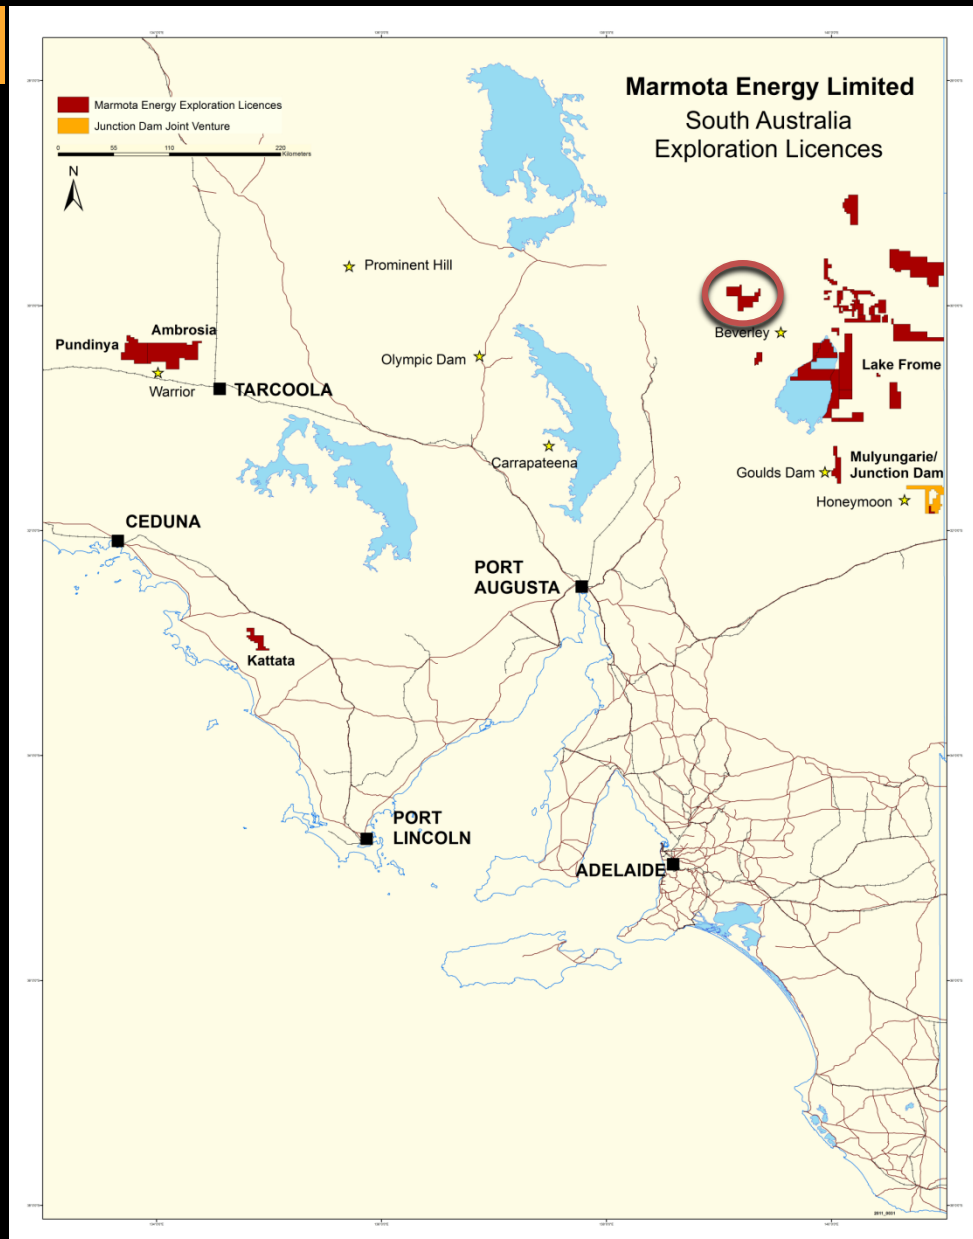 Marmota Energy Limited
South Australia
Exploration Licences
Marmota Energy Exploration Licences
Junction Dam Joint Venture
0 55 110 220
Kilometers
N
Prominent Hill
Ambrosia
Pundinya
Warrior
TARCOOLA
Olympic Dam
Beverley
Lake Frome
Carrapateena
Mulyungarie/
Junction Dam
Goulds Dam
Honeymoon
CEDUNA
PORT
AUGUSTA
Kattata
PORT
LINCOLN
ADELAIDE